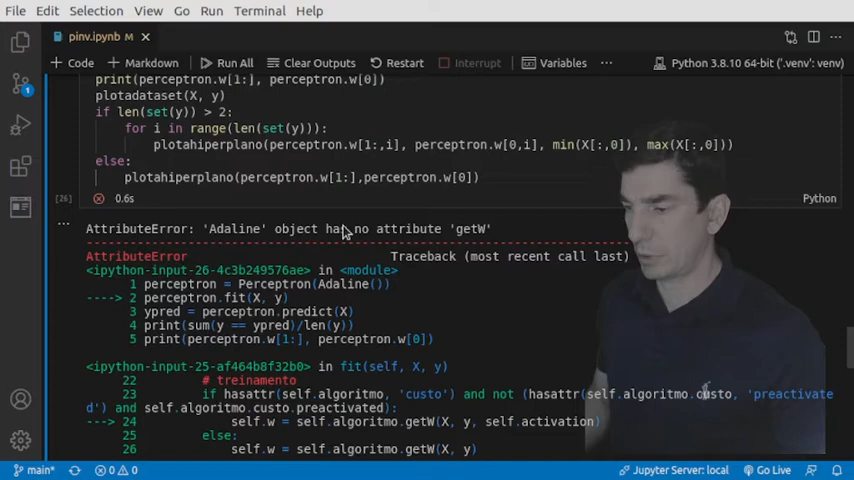 File Edit Selection View Go Run Terminal Help
pinv.ipynb M
Code Markdown Run All Clear Outputs Restart Interrupt Variables Python 3.8.10 64-bit ('.venv': venv)
print(perceptron.w[1:], perceptron.w[0])
plotadataset(X, y)
if len(set(y)) > 2:
for i in range(len(set(y))):
plotahiperplano(perceptron.w[1:,i], perceptron.w[0,i], min(X[:,0]), max(X[:,0]))
else:
plotahiperplano(perceptron.w[1:],perceptron.w[0])
[26] 0.6s Python
AttributeError: 'Adaline' object has no attribute 'getW'
---------------------------------------------------------------------------
AttributeError Traceback (most recent call last)
<ipython-input-26-4c3b249576ae> in <module>
1 perceptron = Perceptron(Adaline())
----> 2 perceptron.fit(X, y)
3 ypred = perceptron.predict(X)
4 print(sum(y == ypred)/len(y))
5 print(perceptron.w[1:], perceptron.w[0])
<ipython-input-25-af464b8f32b0> in fit(self, X, y)
22 # treinamento
23 if hasattr(self.algoritmo, 'custo') and not (hasattr(self.algoritmo.custo, 'preactivate
d') and self.algoritmo.custo.preactivated):
---> 24 self.w = self.algoritmo.getW(X, y, self.activation)
25 else:
26 self.w = self.algoritmo.getW(X, y)
1
main* 0 0 Jupyter Server: local Go Live